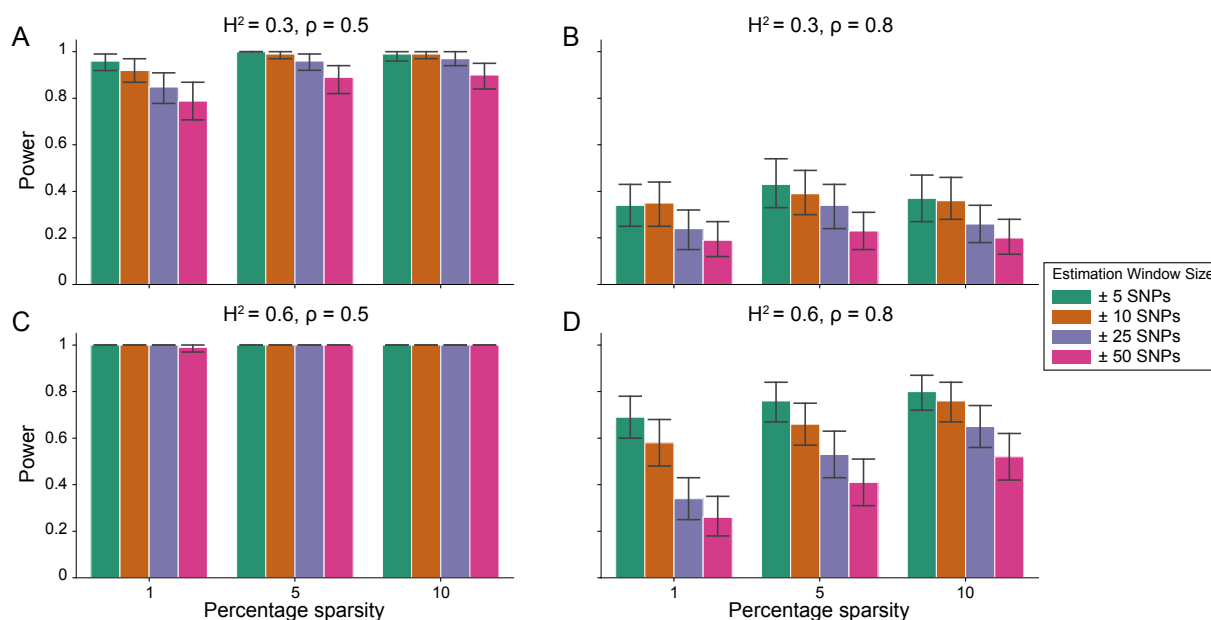 A
H² = 0.3, ρ = 0.5
Power
1
0.8
0.6
0.4
0.2
0
B
H² = 0.3, ρ = 0.8
Estimation Window Size
± 5 SNPs
± 10 SNPs
± 25 SNPs
± 50 SNPs
C
H² = 0.6, ρ = 0.5
Power
1
0.8
0.6
0.4
0.2
0
1
5
10
Percentage sparsity
D
H² = 0.6, ρ = 0.8
1
5
10
Percentage sparsity